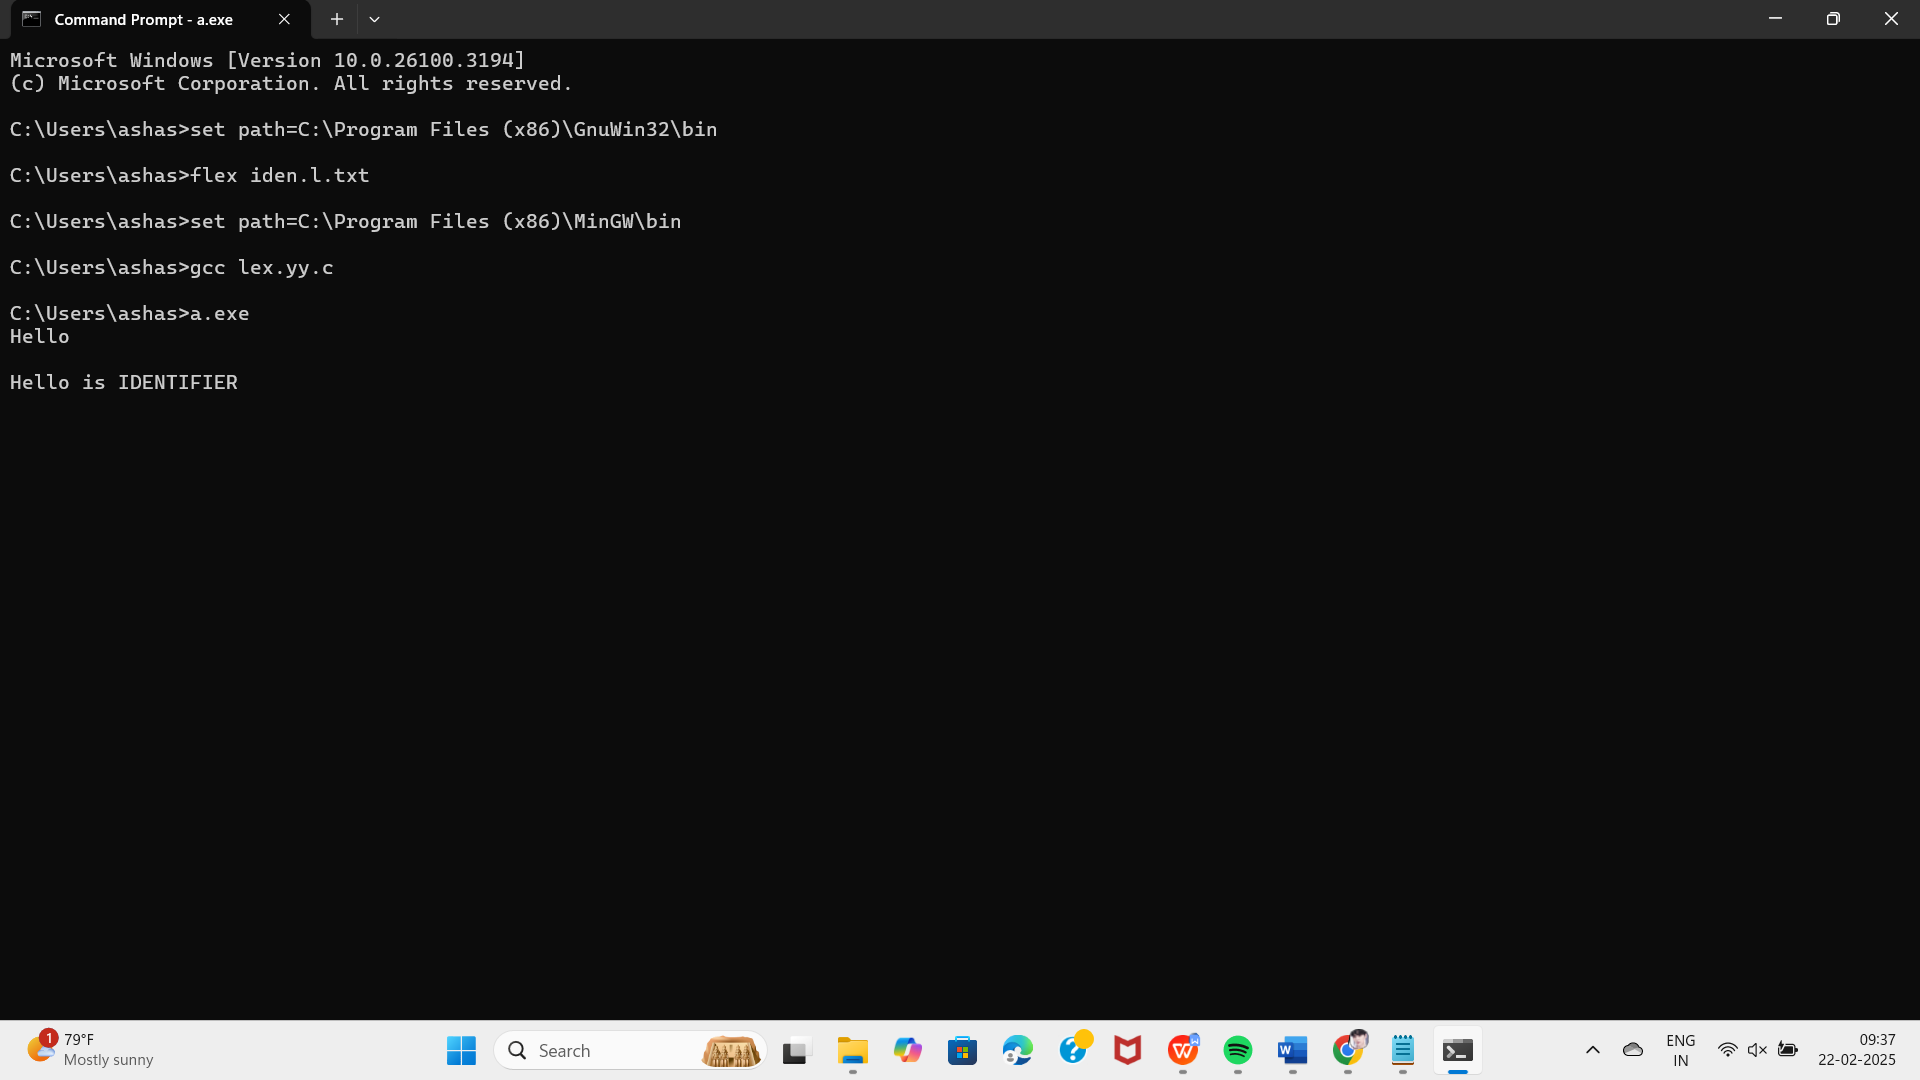 Command Prompt - a.exe
Microsoft Windows [Version 10.0.26100.3194]
(c) Microsoft Corporation. All rights reserved.
C:\Users\ashas>set path=C:\Program Files (x86)\GnuWin32\bin
C:\Users\ashas>flex iden.l.txt
C:\Users\ashas>set path=C:\Program Files (x86)\MinGW\bin
C:\Users\ashas>gcc lex.yy.c
C:\Users\ashas>a.exe
Hello
Hello is IDENTIFIER
1
79°F
Mostly sunny
Search
W
W
ENG
IN
09:37
22-02-2025